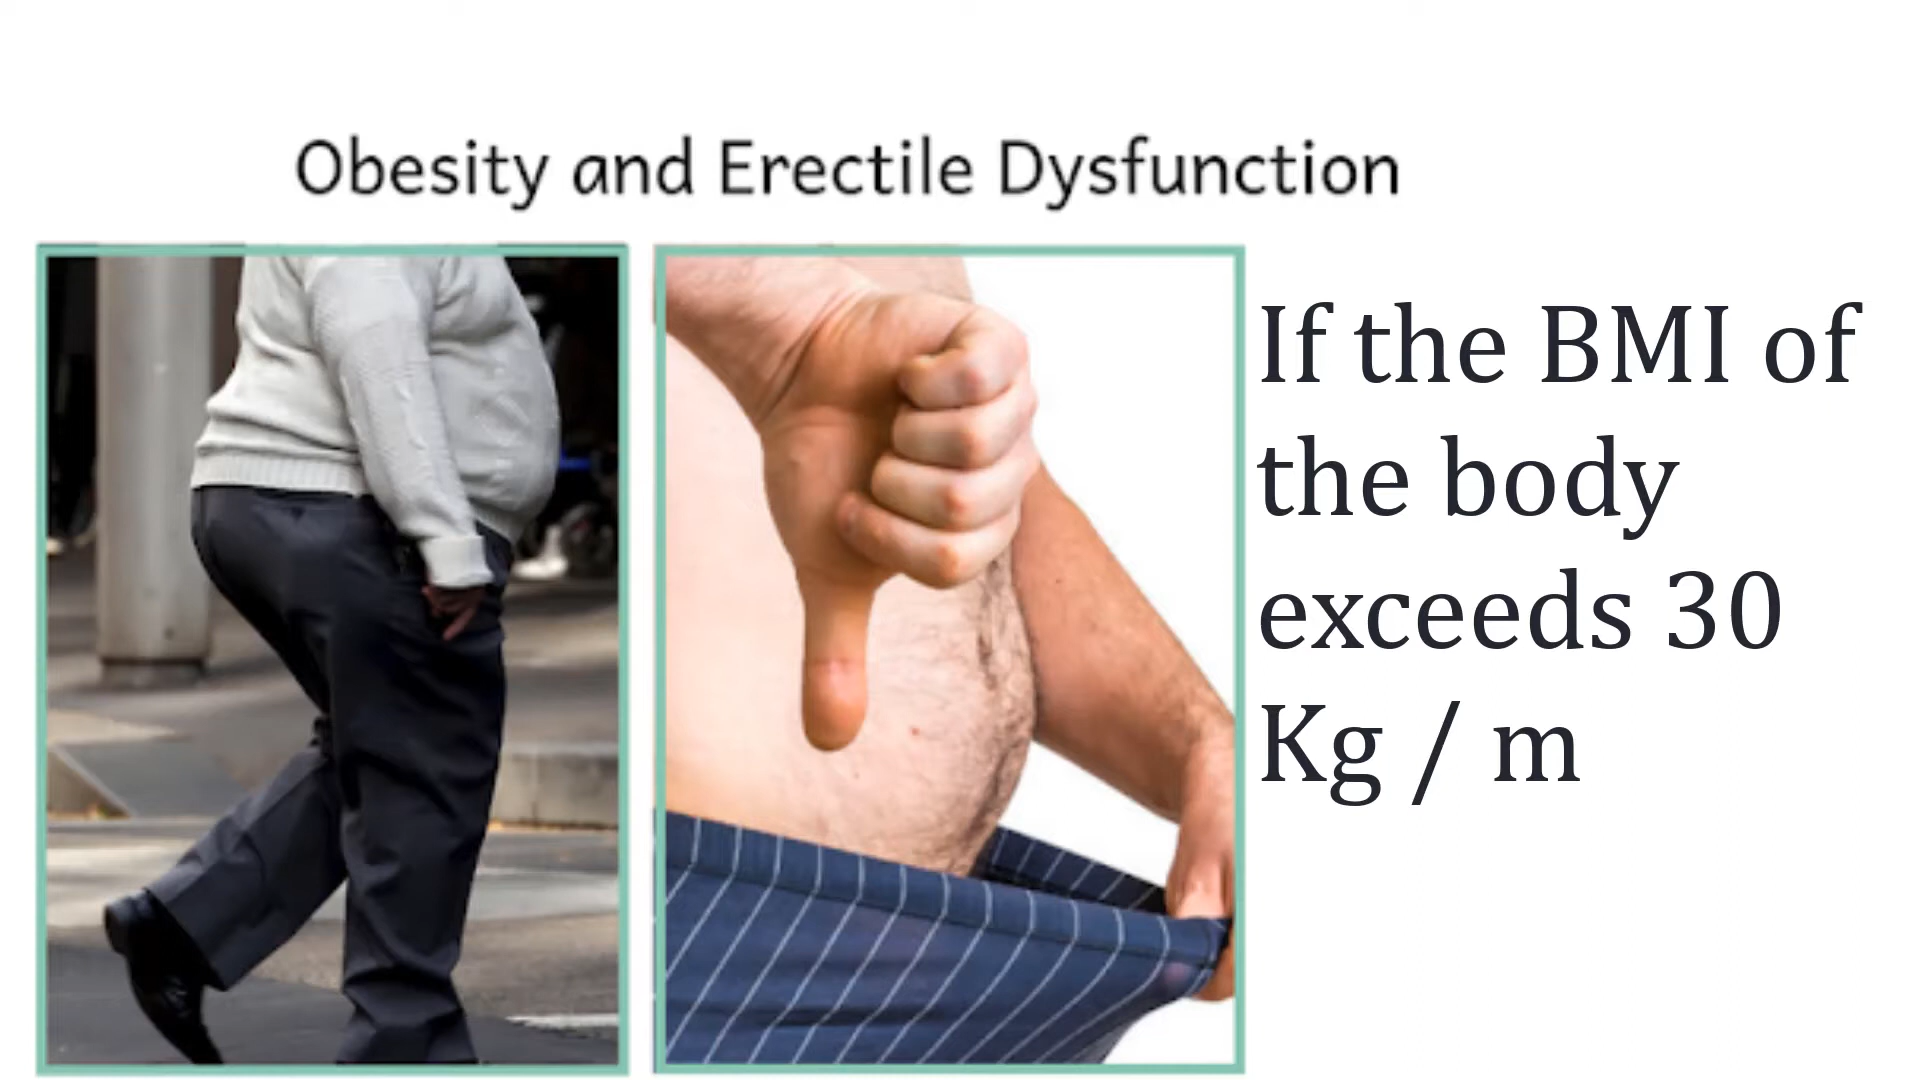 Obesity and Erectile Dysfunction
If the BMI of
the body
exceeds 30
Kg / m